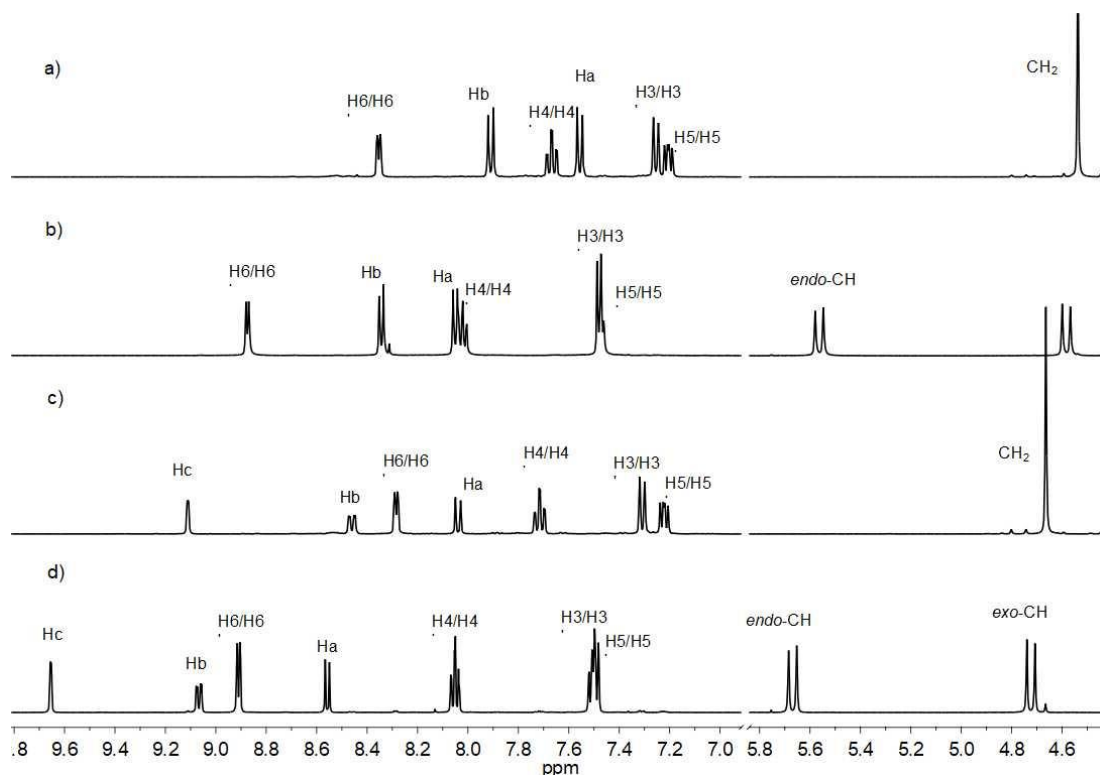 a)
H6/H6
Hb
H4/H4
Ha
H3/H3
H5/H5
CH2
b)
H6/H6
Hb
Ha
H4/H4
H3/H3
H5/H5
endo-CH
c)
Hc
Hb
H6/H6
Ha
H4/H4
H3/H3
H5/H5
CH2
d)
Hc
Hb
H6/H6
Ha
H4/H4
H3/H3
H5/H5
endo-CH
exo-CH
.8 9.6 9.4 9.2 9.0 8.8 8.6 8.4 8.2 8.0 7.8 7.6 7.4 7.2 7.0 5.8 5.6 5.4 5.2 5.0 4.8 4.6
ppm